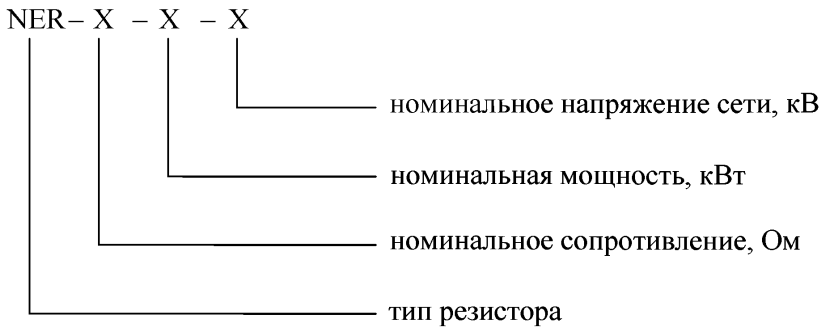 NER – X – X – X
номинальное напряжение сети, кВ
номинальная мощность, кВт
номинальное сопротивление, Ом
тип резистора